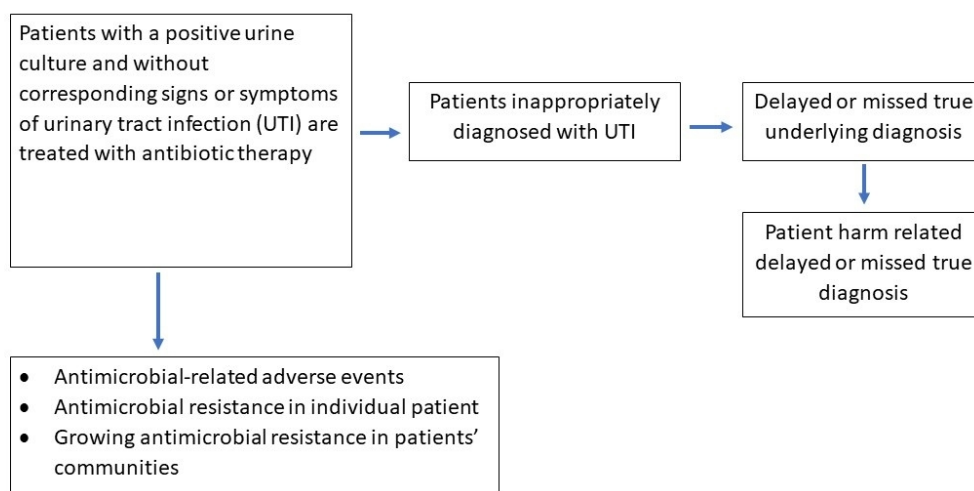 Patients with a positive urine
culture and without
corresponding signs or symptoms
of urinary tract infection (UTI) are
treated with antibiotic therapy
Patients inappropriately
diagnosed with UTI
Delayed or missed true
underlying diagnosis
Patient harm related
delayed or missed true
diagnosis
• Antimicrobial-related adverse events
• Antimicrobial resistance in individual patient
• Growing antimicrobial resistance in patients’
communities